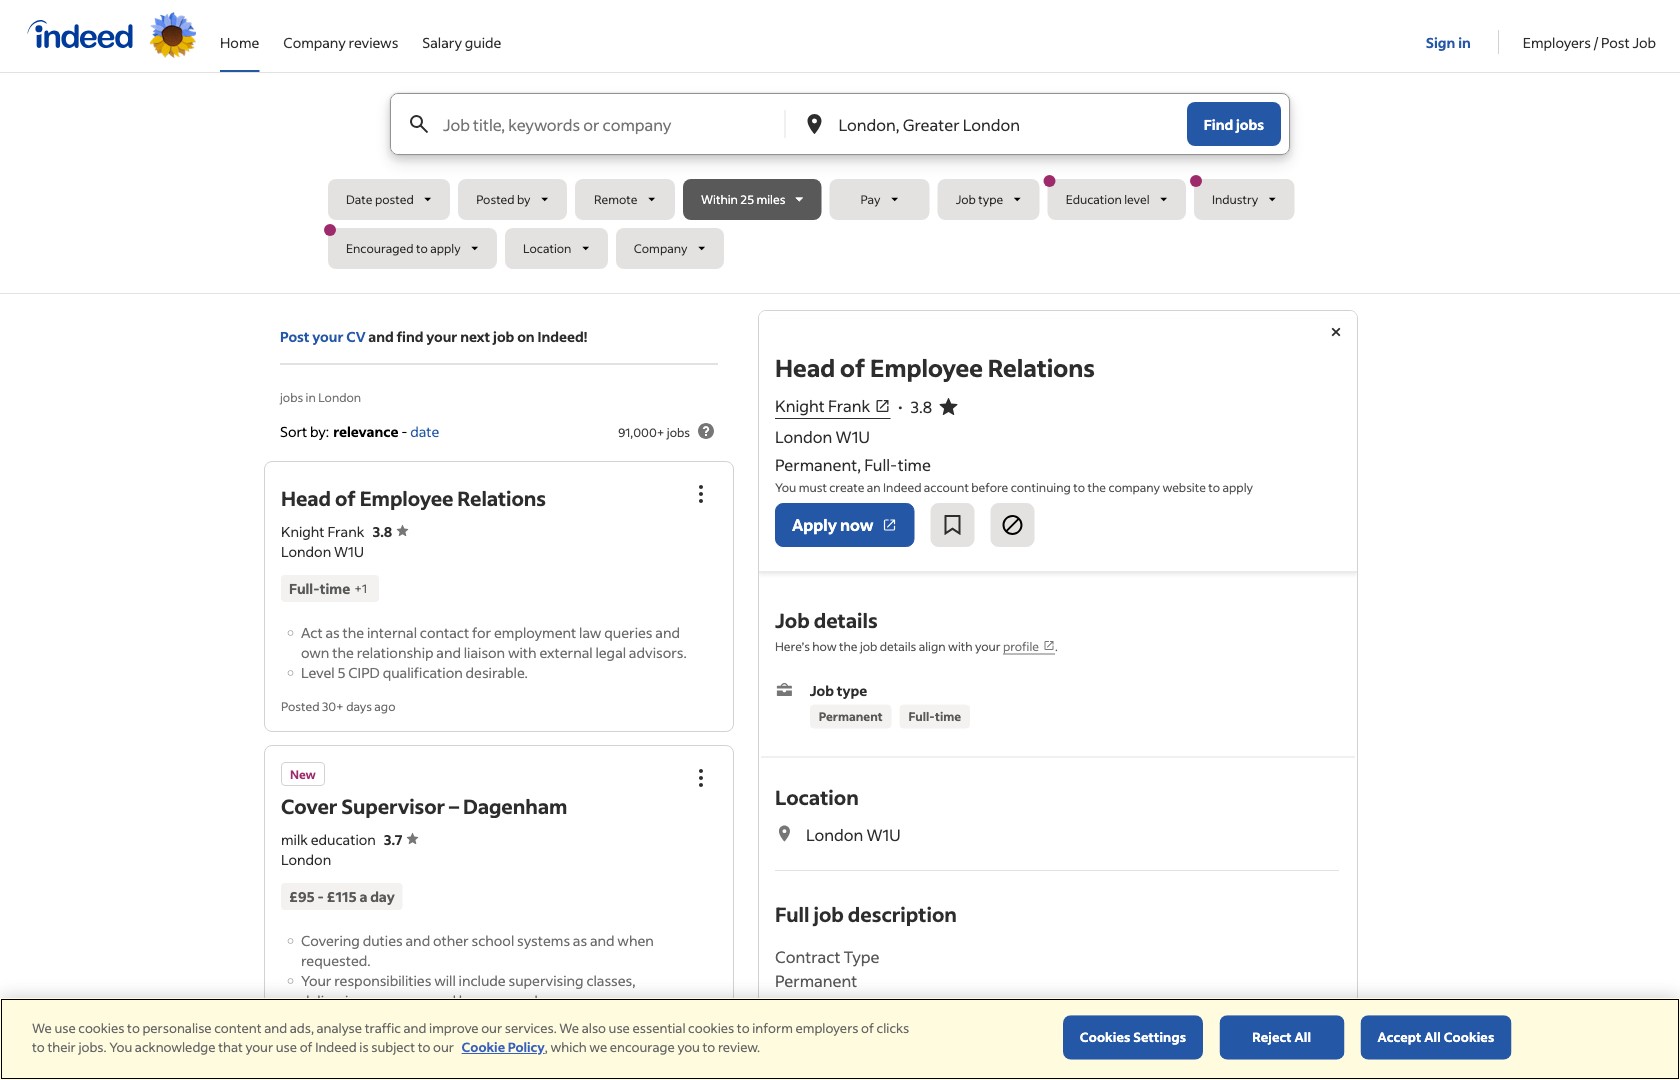 indeed
Home
Company reviews
Salary guide
Sign in
Employers / Post Job
Job title, keywords or company
London, Greater London
Find jobs
Date posted
Posted by
Remote
Within 25 miles
Pay
Job type
Education level
Industry
Encouraged to apply
Location
Company
Post your CV and find your next job on Indeed!
jobs in London
Sort by: relevance - date
91,000+ jobs ?
Head of Employee Relations
Knight Frank 3.8
London W1U
Full-time +1
Act as the internal contact for employment law queries and
own the relationship and liaison with external legal advisors.
Level 5 CIPD qualification desirable.
Posted 30+ days ago
New
Cover Supervisor – Dagenham
milk education 3.7
London
£95 - £115 a day
Covering duties and other school systems as and when
requested.
Your responsibilities will include supervising classes,
Head of Employee Relations
Knight Frank · 3.8
London W1U
Permanent, Full-time
You must create an Indeed account before continuing to the company website to apply
Apply now
Job details
Here's how the job details align with your profile.
Job type
Permanent
Full-time
Location
London W1U
Full job description
Contract Type
Permanent
We use cookies to personalise content and ads, analyse traffic and improve our services. We also use essential cookies to inform employers of clicks
to their jobs. You acknowledge that your use of Indeed is subject to our Cookie Policy, which we encourage you to review.
Cookies Settings
Reject All
Accept All Cookies